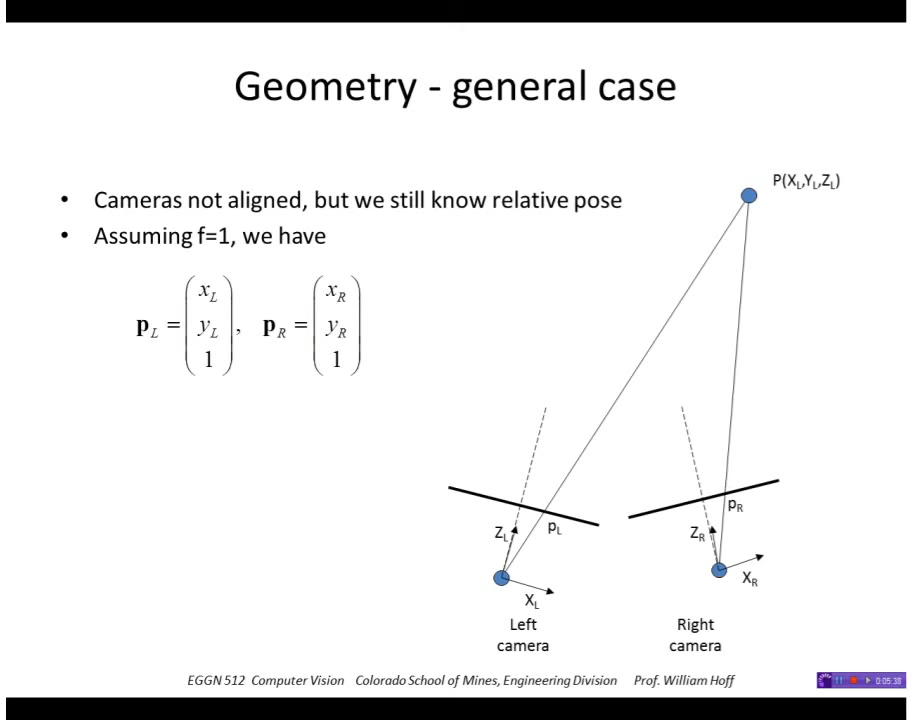 Geometry - general case
• Cameras not aligned, but we still know relative pose
• Assuming f=1, we have
p_L = (x_L y_L 1), p_R = (x_R y_R 1)
P(X_L,Y_L,Z_L)
p_L
p_R
Z_L
Z_R
X_L
X_R
Left
camera
Right
camera
EGGN 512 Computer Vision Colorado School of Mines, Engineering Division Prof. William Hoff
0:05:38